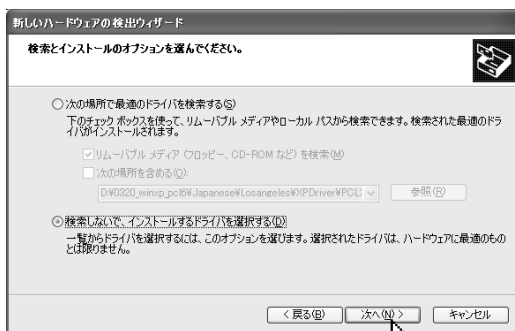 新しいハードウェアの検出ウィザード
検索とインストールのオプションを選んでください。
次の場所で最適のドライバを検索する(S)
下のチェック ボックスを使って、リムーバブル メディアやローカル パスから検索できます。検索された最適のドラ
イバがインストールされます。
リムーバブル メディア (フロッピー、CD-ROM など) を検索(M)
次の場所を含める(O):
D:¥0320_winxp_pcl6¥Japanese¥Losangeles¥XPDriver¥PCL
参照(R)
検索しないで、インストールするドライバを選択する(D)
一覧からドライバを選択するには、このオプションを選びます。選択されたドライバは、ハードウェアに最適のもの
とは限りません。
< 戻る(B)
次へ(N) >
キャンセル